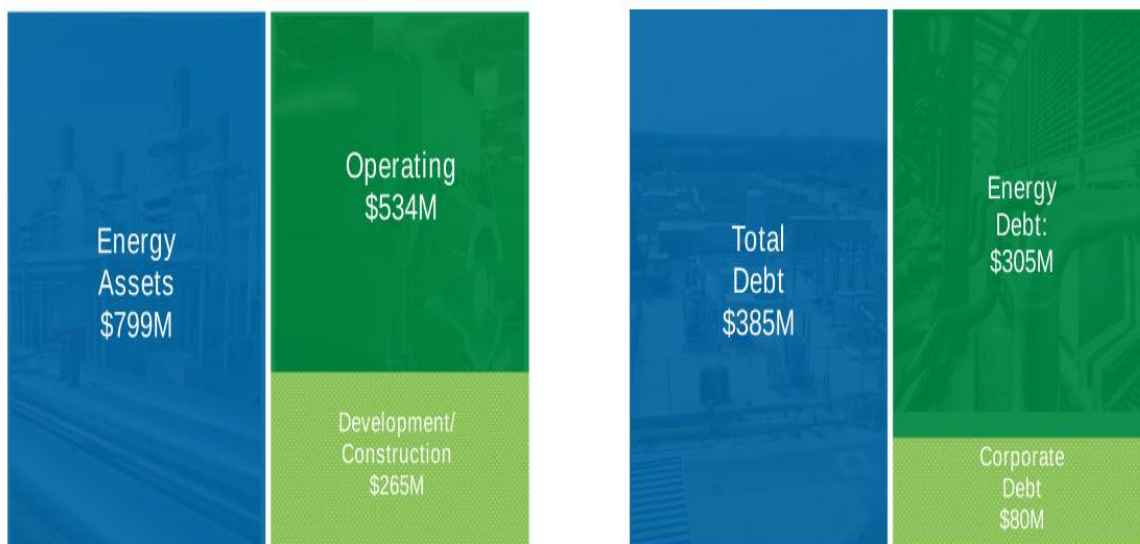 Energy
Assets
$799M
Operating
$534M
Development/
Construction
$265M
Total
Debt
$385M
Energy
Debt:
$305M
Corporate
Debt
$80M